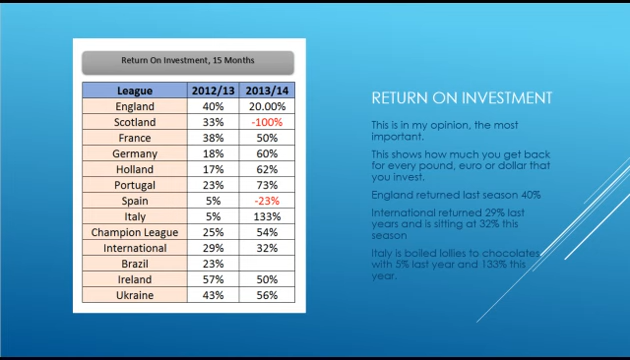 Return On Investment, 15 Months
League 2012/13 2013/14
England 40% 20.00%
Scotland 33% -100%
France 38% 50%
Germany 18% 60%
Holland 17% 62%
Portugal 23% 73%
Spain 5% -23%
Italy 5% 133%
Champion League 25% 54%
International 29% 32%
Brazil 23%
Ireland 57% 50%
Ukraine 43% 56%
RETURN ON INVESTMENT
This is in my opinion, the most
important.
This shows how much you get back
for every pound, euro or dollar that
you invest.
England returned last season 40%
International returned 29% last
years and is sitting at 32% this
season
Italy is boiled lollies to chocolates
with 5% last year and 133% this
year.